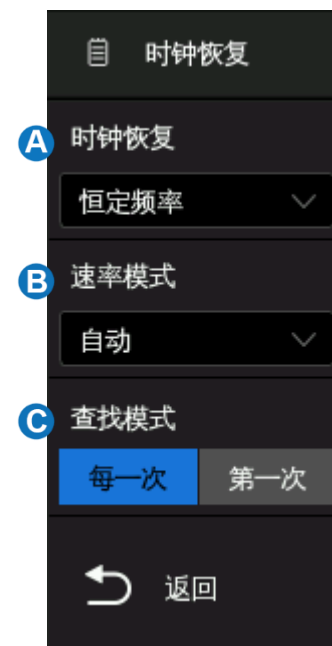 时钟恢复
A 时钟恢复
恒定频率
B 速率模式
自动
C 查找模式
每一次 第一次
返回